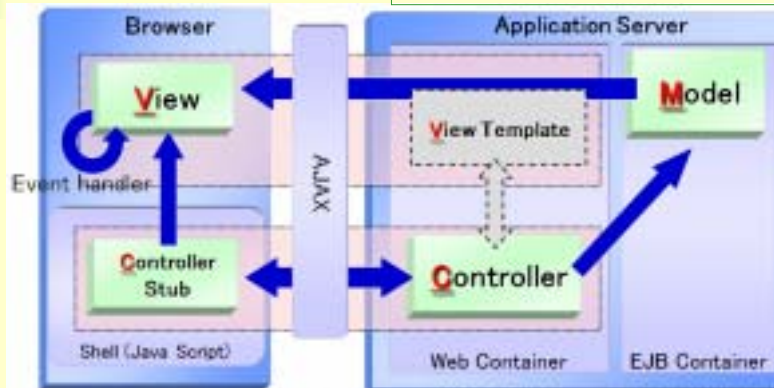 Browser
Application Server
View
Model
View Template
Event handler
AJAX
Controller
Stub
Controller
Shell (Java Script)
Web Container
EJB Container